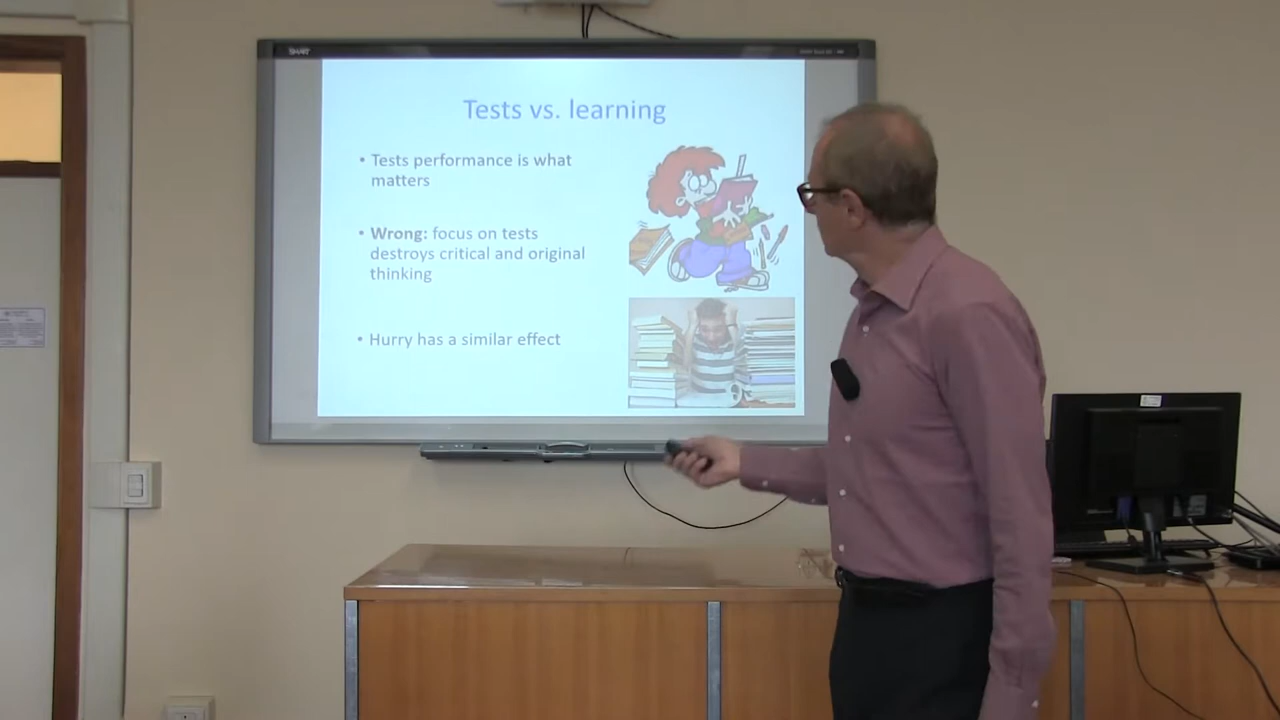 SMART
Tests vs. learning
• Tests performance is what
matters
• Wrong: focus on tests
destroys critical and original
thinking
• Hurry has a similar effect